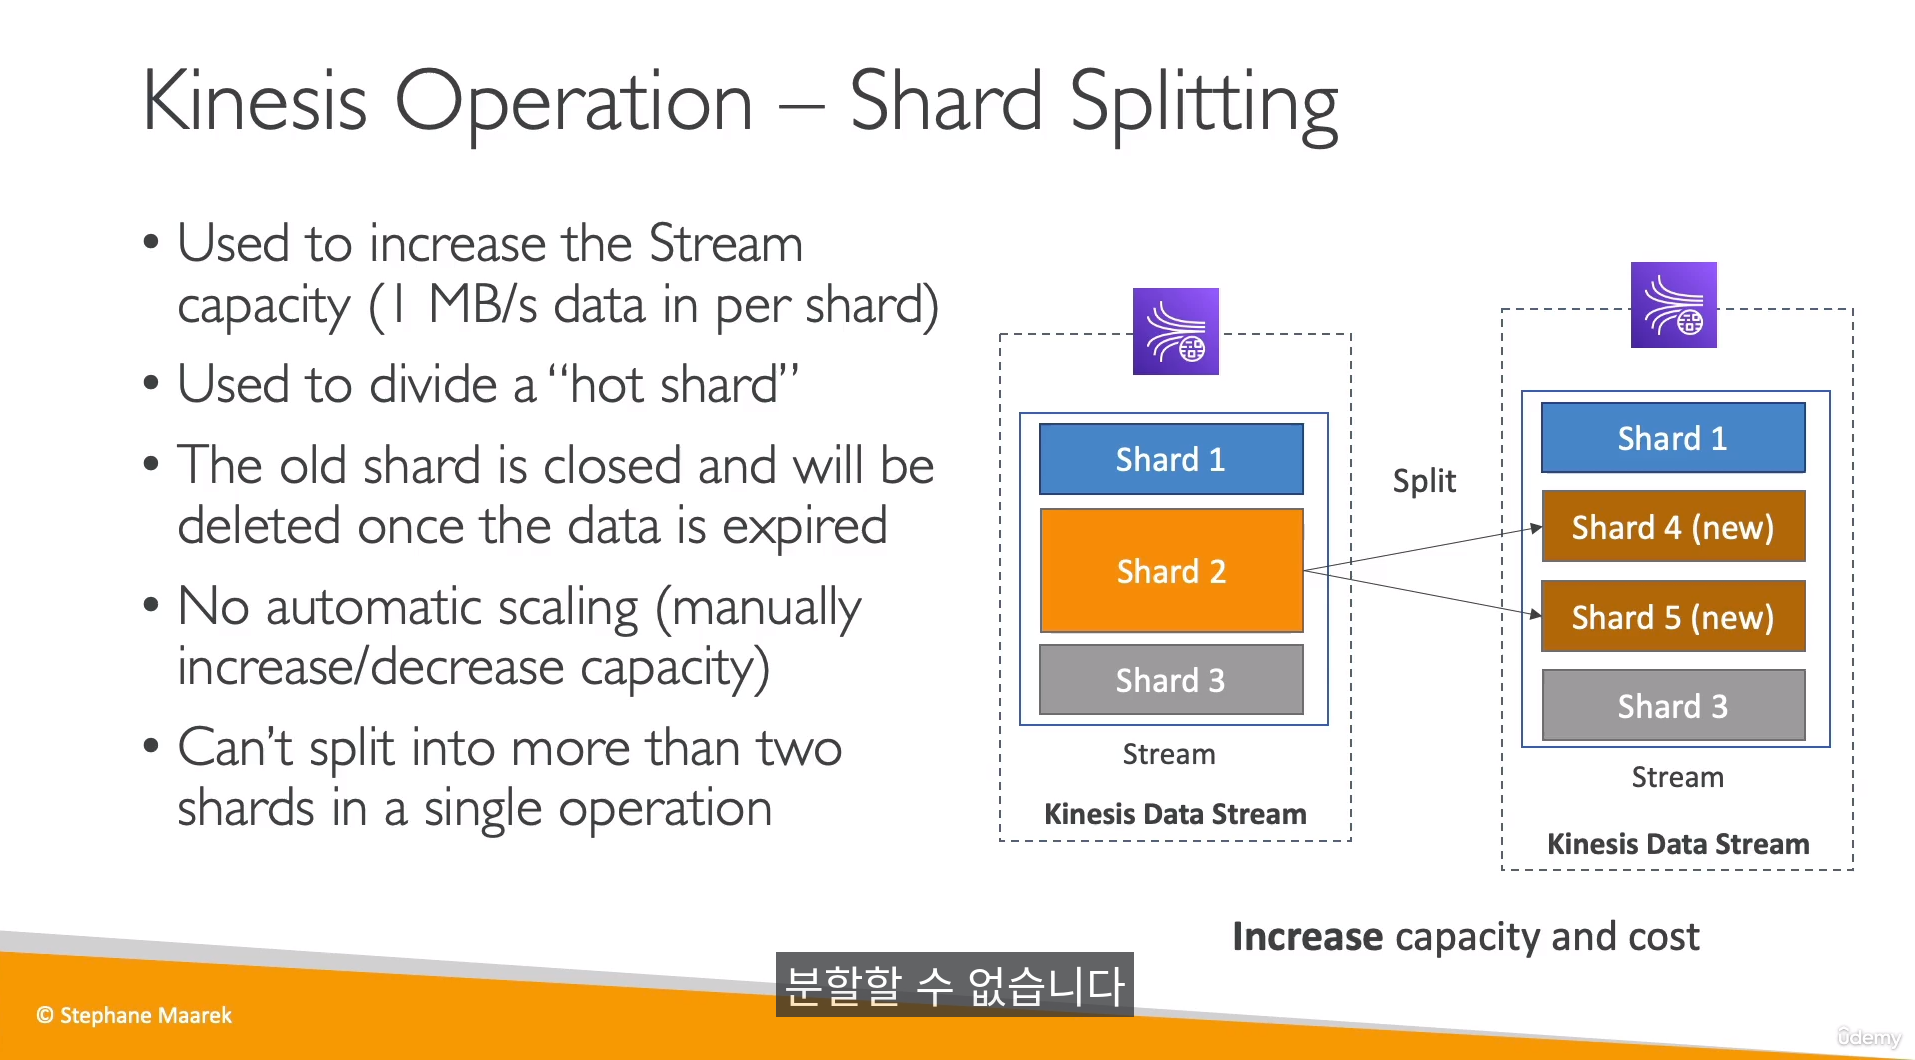 Kinesis Operation – Shard Splitting
• Used to increase the Stream
capacity (1 MB/s data in per shard)
• Used to divide a “hot shard”
• The old shard is closed and will be
deleted once the data is expired
• No automatic scaling (manually
increase/decrease capacity)
• Can’t split into more than two
shards in a single operation
Shard 1
Shard 2
Shard 3
Stream
Kinesis Data Stream
Split
Shard 1
Shard 4 (new)
Shard 5 (new)
Shard 3
Stream
Kinesis Data Stream
Increase capacity and cost
분할할 수 없습니다
© Stephane Maarek
ûdemy